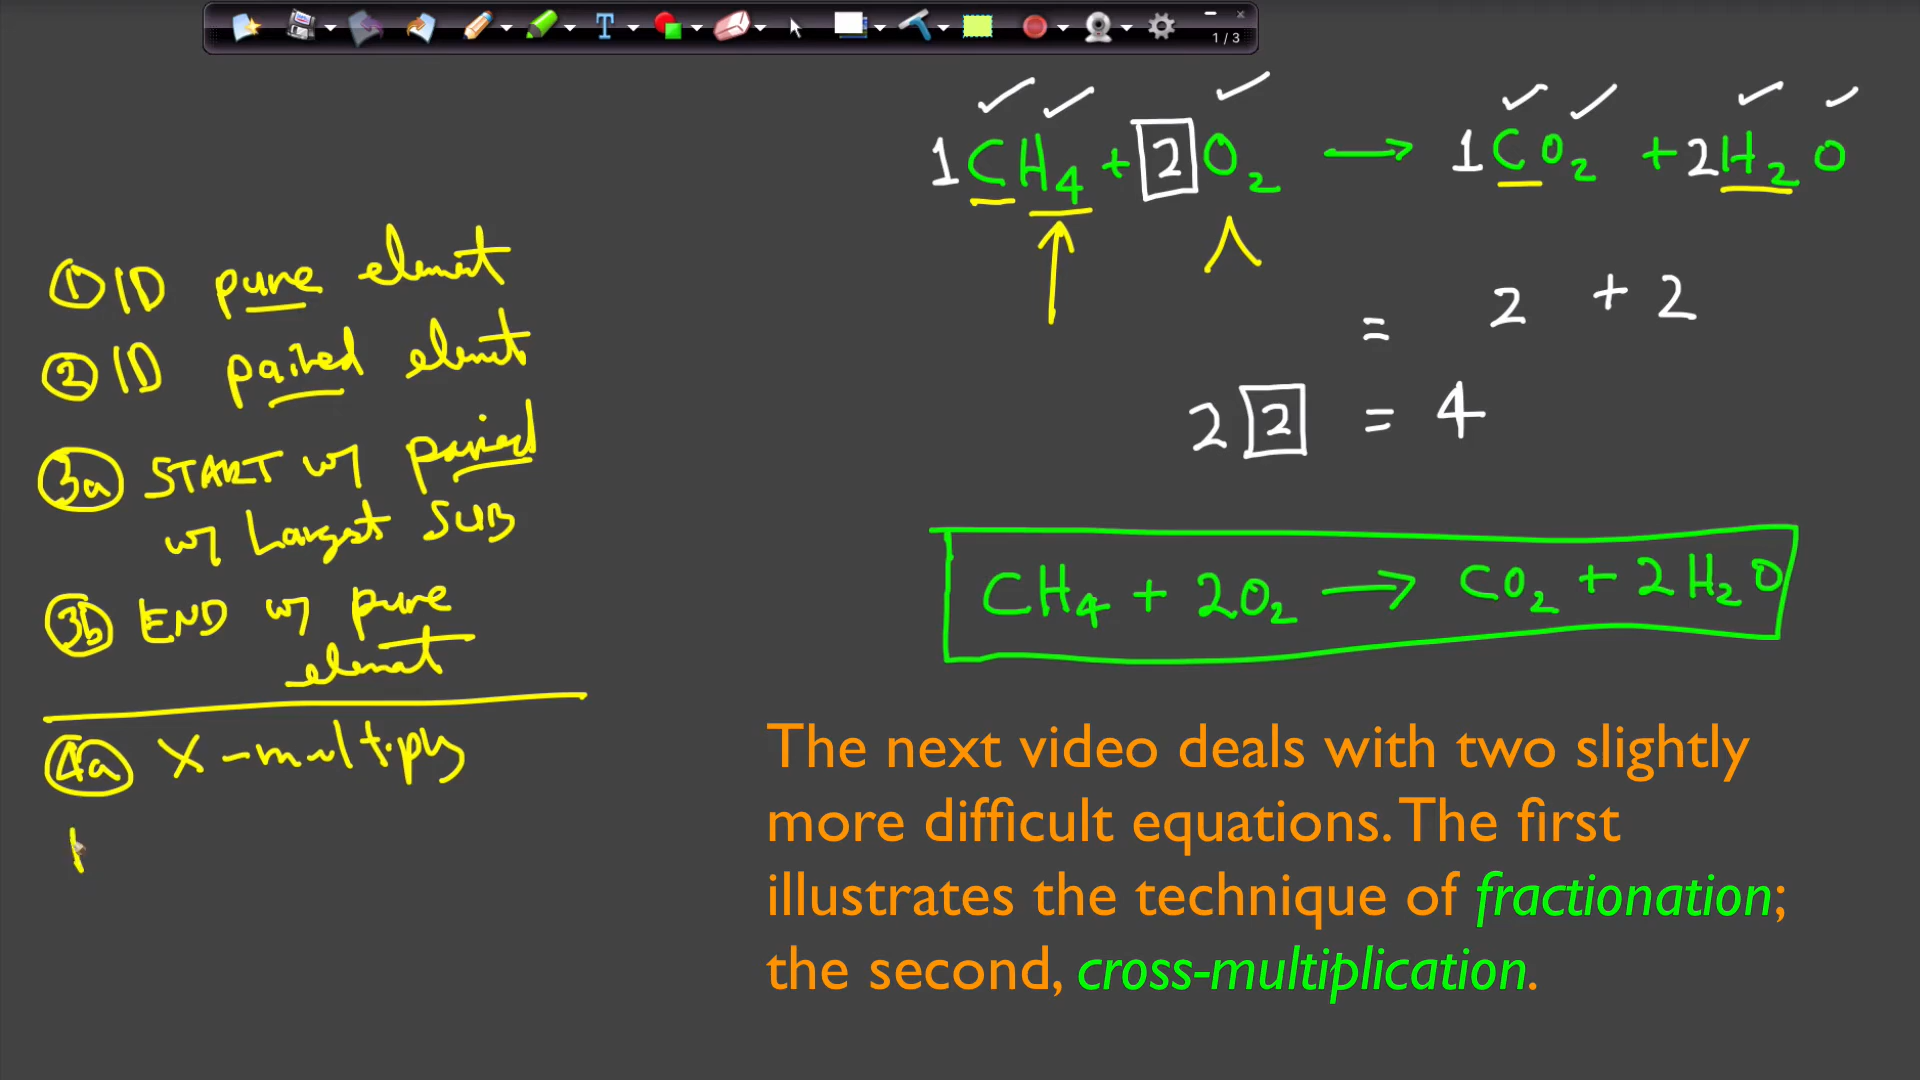 1 / 3
① ID pure element
② ID paired element
3a START w/ paired
w/ Largest SUB
3b END w/ pure
element
4a X-multiply
1CH₄ + 2O₂ → 1CO₂ + 2H₂O
= 2 + 2
2 2 = 4
CH₄ + 2O₂ → CO₂ + 2H₂O
The next video deals with two slightly
more difficult equations. The first
illustrates the technique of fractionation;
the second, cross-multiplication.